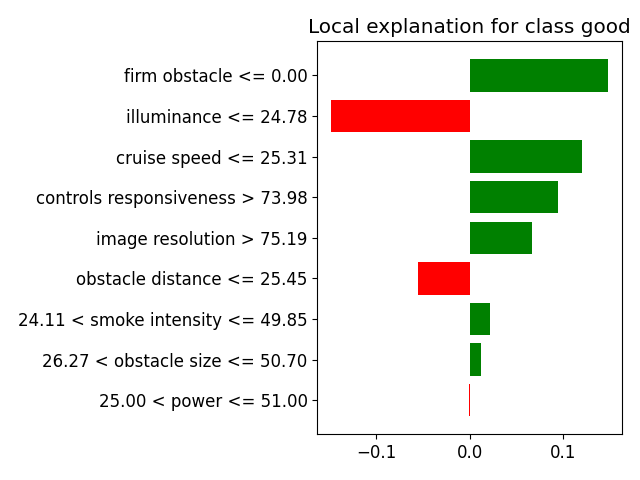 Local explanation for class good
firm obstacle <= 0.00
illuminance <= 24.78
cruise speed <= 25.31
controls responsiveness > 73.98
image resolution > 75.19
obstacle distance <= 25.45
24.11 < smoke intensity <= 49.85
26.27 < obstacle size <= 50.70
25.00 < power <= 51.00
−0.1 0.0 0.1